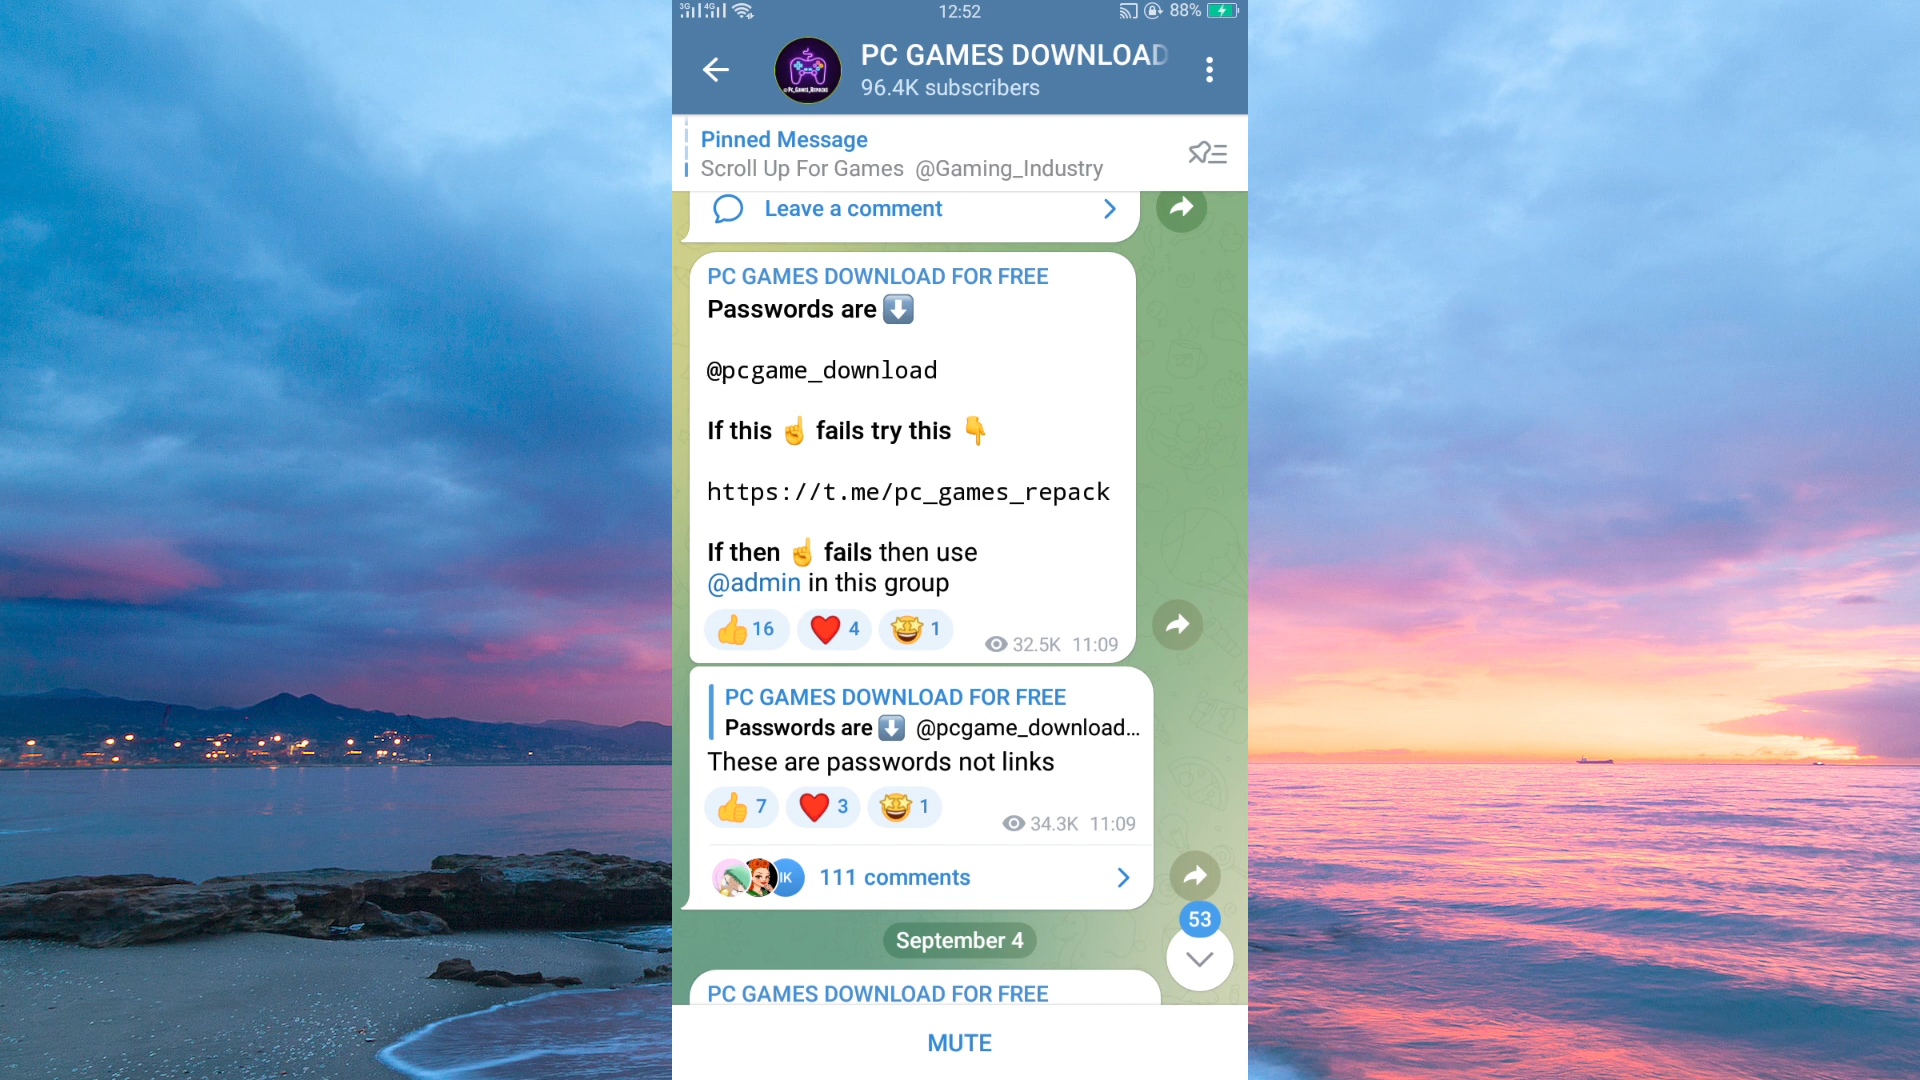 3G 4G 12:52 88%
PC GAMES DOWNLOAD
96.4K subscribers
@Pc_Games_Repacks
Pinned Message
Scroll Up For Games @Gaming_Industry
Leave a comment
PC GAMES DOWNLOAD FOR FREE
Passwords are ⬇️
@pcgame_download
If this ☝️ fails try this 👇
https://t.me/pc_games_repack
If then ☝️ fails then use
@admin in this group
👍 16 ❤️ 4 🤩 1
32.5K 11:09
PC GAMES DOWNLOAD FOR FREE
Passwords are ⬇️ @pcgame_download...
These are passwords not links
👍 7 ❤️ 3 🤩 1
34.3K 11:09
IK 111 comments
53
September 4
PC GAMES DOWNLOAD FOR FREE
MUTE